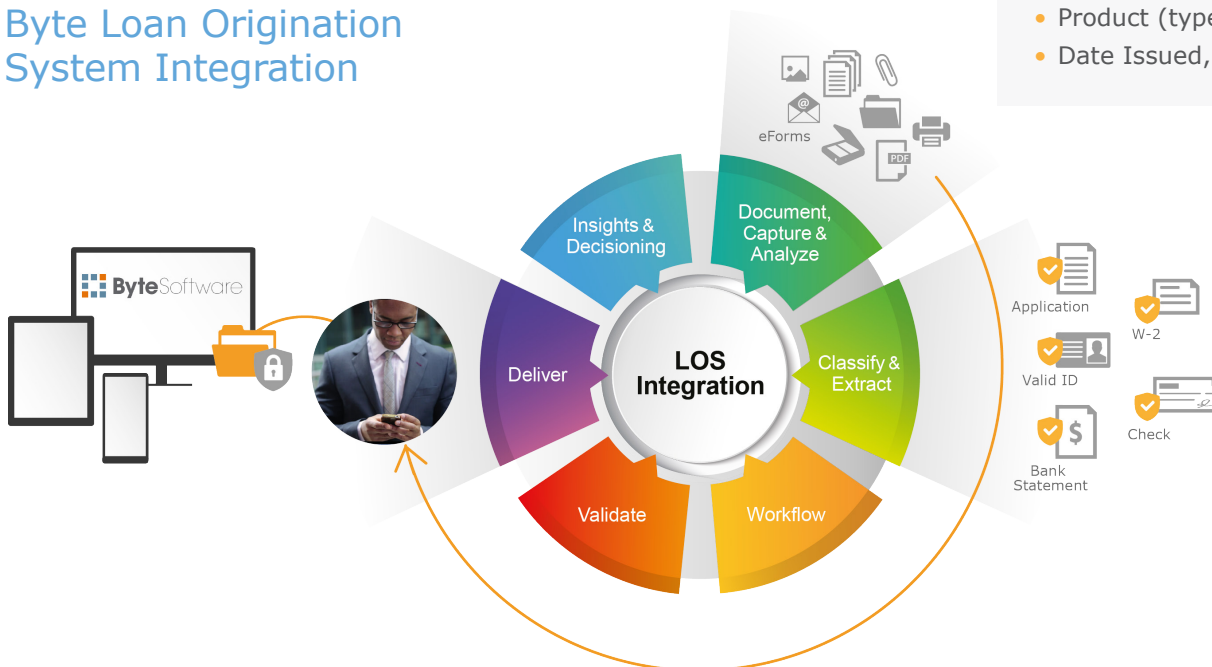 Byte Loan Origination
System Integration
Product (type
Date Issued,
eForms
@
PDF
Insights &
Decisioning
Document,
Capture &
Analyze
ByteSoftware
Deliver
LOS
Integration
Classify &
Extract
Validate
Workflow
Application
W-2
Valid ID
Check
$
Bank
Statement